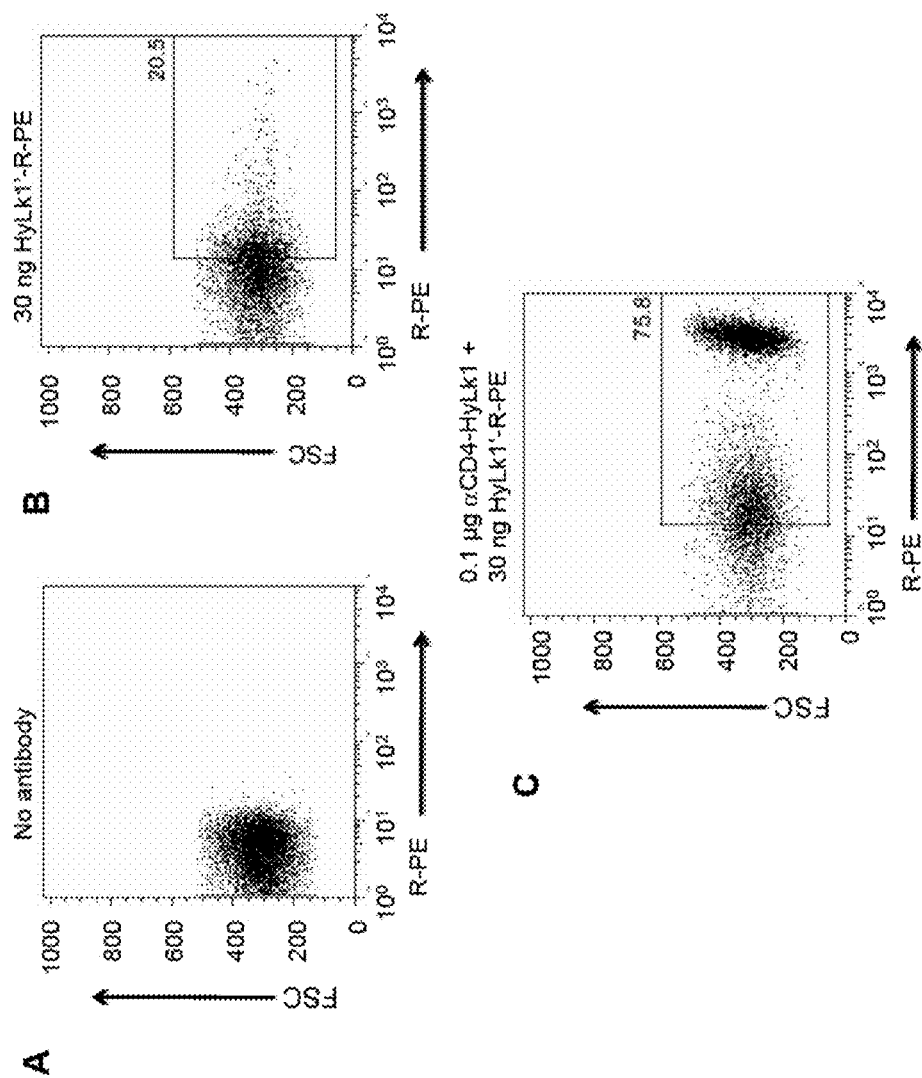 A
No antibody
1000
800
600
400
200
0
FSC
10⁰
10¹
10²
10³
10⁴
R-PE
B
30 ng HyLk1'-R-PE
1000
800
600
400
200
0
FSC
20.5
10⁰
10¹
10²
10³
10⁴
R-PE
C
0.1 µg αCD4-HyLk1 +
30 ng HyLk1'-R-PE
1000
800
600
400
200
0
FSC
75.8
10⁰
10¹
10²
10³
10⁴
R-PE